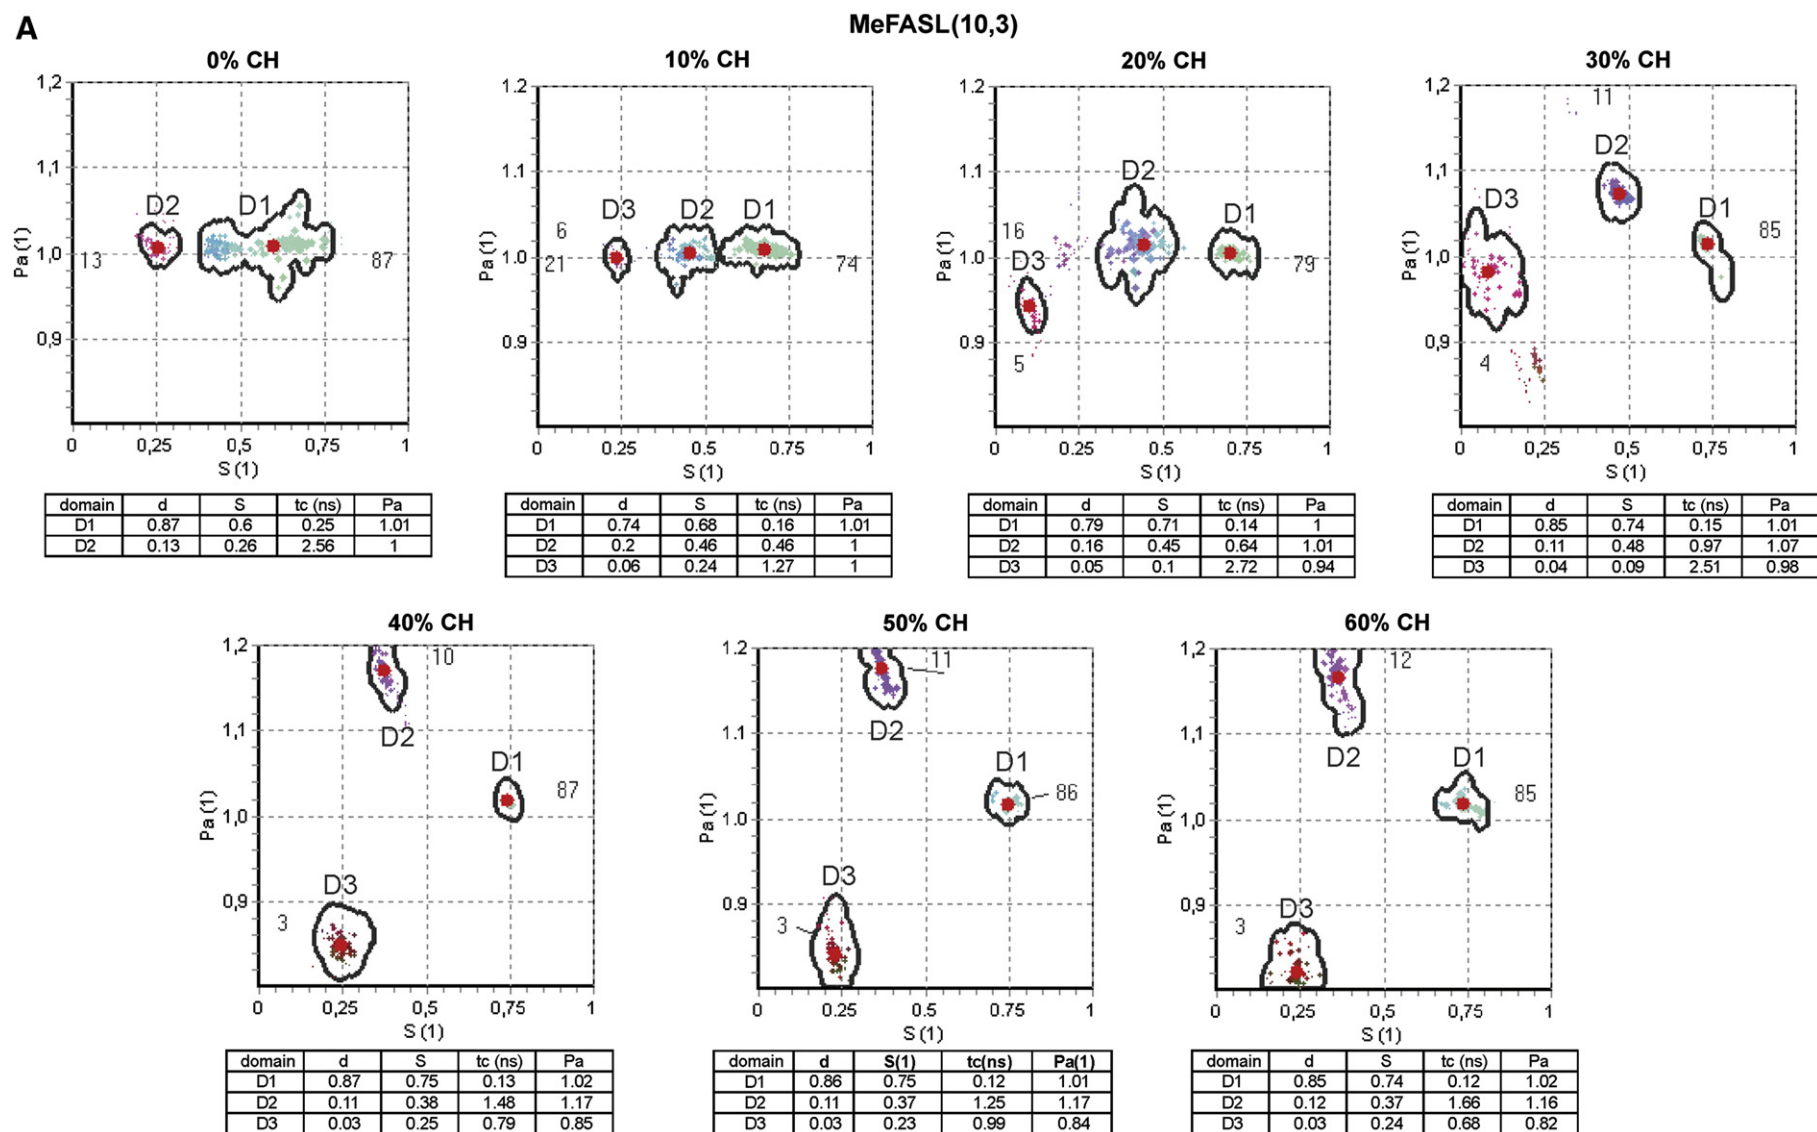 A
MeFASL(10,3)
0% CH
10% CH
20% CH
30% CH
1,2
1,1
1.0
0,9
Pa (1)
D2
D1
13
87
0
0,25
0,5
0,75
1
S (1)
1.2
1.1
1.0
0.9
Pa (1)
D3
D2
D1
6
21
74
0
0.25
0.5
0.75
1
S (1)
1.2
1.1
1.0
0.9
Pa (1)
D2
D1
D3
16
5
79
0
0.25
0.5
0.75
1
S (1)
1.2
1.1
1.0
0,9
Pa (1)
11
D2
D3
D1
85
4
0
0.25
0.5
0.75
1
S (1)
domain d S tc (ns) Pa
D1 0.87 0.6 0.25 1.01
D2 0.13 0.26 2.56 1
domain d S tc (ns) Pa
D1 0.74 0.68 0.16 1.01
D2 0.2 0.46 0.46 1
D3 0.06 0.24 1.27 1
domain d S tc (ns) Pa
D1 0.79 0.71 0.14 1
D2 0.16 0.45 0.64 1.01
D3 0.05 0.1 2.72 0.94
domain d S tc (ns) Pa
D1 0.85 0.74 0.15 1.01
D2 0.11 0.48 0.97 1.07
D3 0.04 0.09 2.51 0.98
40% CH
50% CH
60% CH
1,2
1,1
1.0
0,9
Pa (1)
10
D2
D1
87
D3
3
0
0.25
0.5
0,75
1
S (1)
1.2
1.1
1.0
0.9
Pa (1)
11
D2
D1
86
D3
3
0
0.25
0.5
0.75
1
S (1)
1,2
1,1
1.0
0,9
Pa (1)
12
D2
D1
85
D3
3
0
0,25
0,5
0,75
1
S (1)
domain d S tc (ns) Pa
D1 0.87 0.75 0.13 1.02
D2 0.11 0.38 1.48 1.17
D3 0.03 0.25 0.79 0.85
domain d S(1) tc(ns) Pa(1)
D1 0.86 0.75 0.12 1.01
D2 0.11 0.37 1.25 1.17
D3 0.03 0.23 0.99 0.84
domain d S tc (ns) Pa
D1 0.85 0.74 0.12 1.02
D2 0.12 0.37 1.66 1.16
D3 0.03 0.24 0.68 0.82